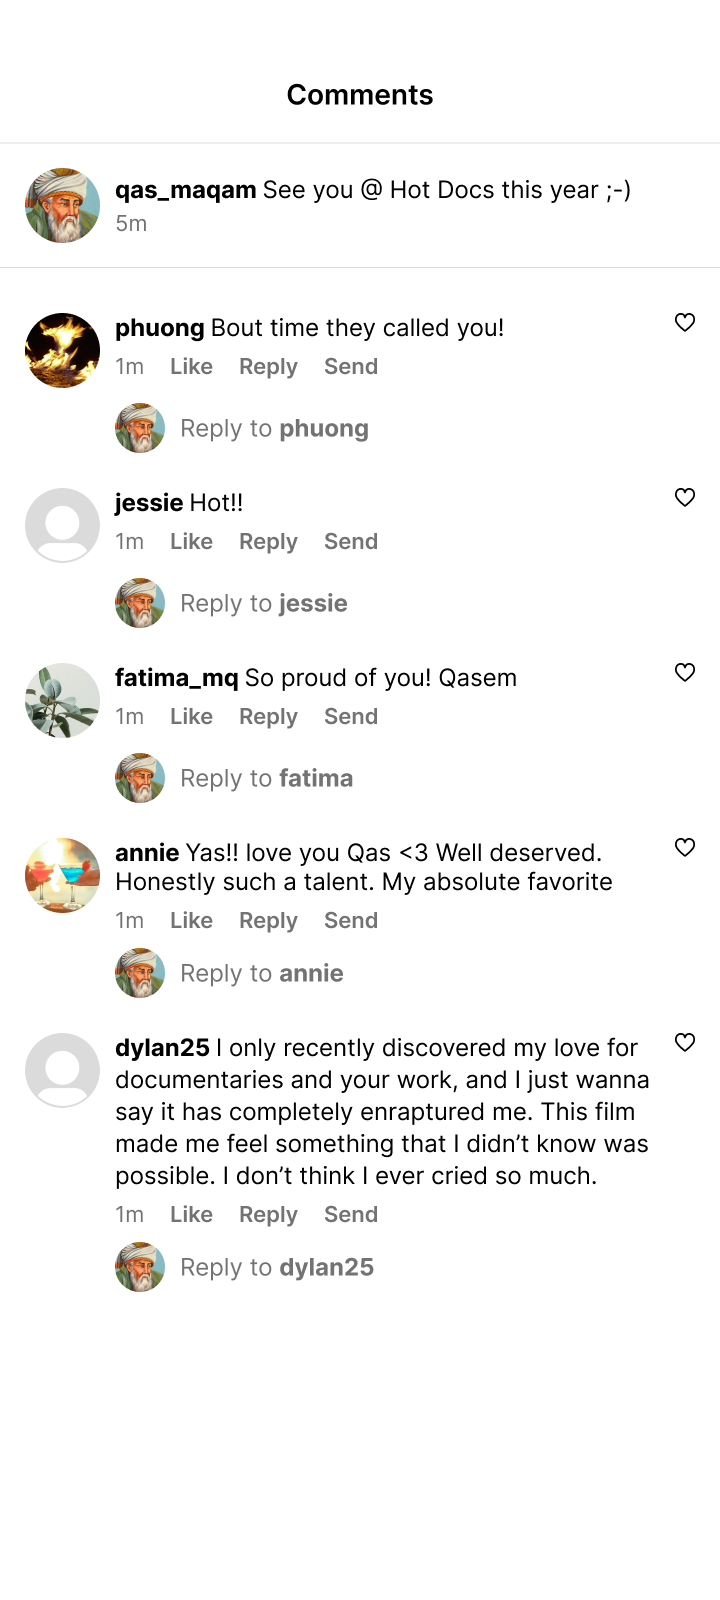 Comments
qas_maqam See you @ Hot Docs this year ;-)
5m
phuong Bout time they called you!
1m Like Reply Send
Reply to phuong
jessie Hot!!
1m Like Reply Send
Reply to jessie
fatima_mq So proud of you! Qasem
1m Like Reply Send
Reply to fatima
annie Yas!! love you Qas <3 Well deserved.
Honestly such a talent. My absolute favorite
1m Like Reply Send
Reply to annie
dylan25 I only recently discovered my love for
documentaries and your work, and I just wanna
say it has completely enraptured me. This film
made me feel something that I didn’t know was
possible. I don’t think I ever cried so much.
1m Like Reply Send
Reply to dylan25